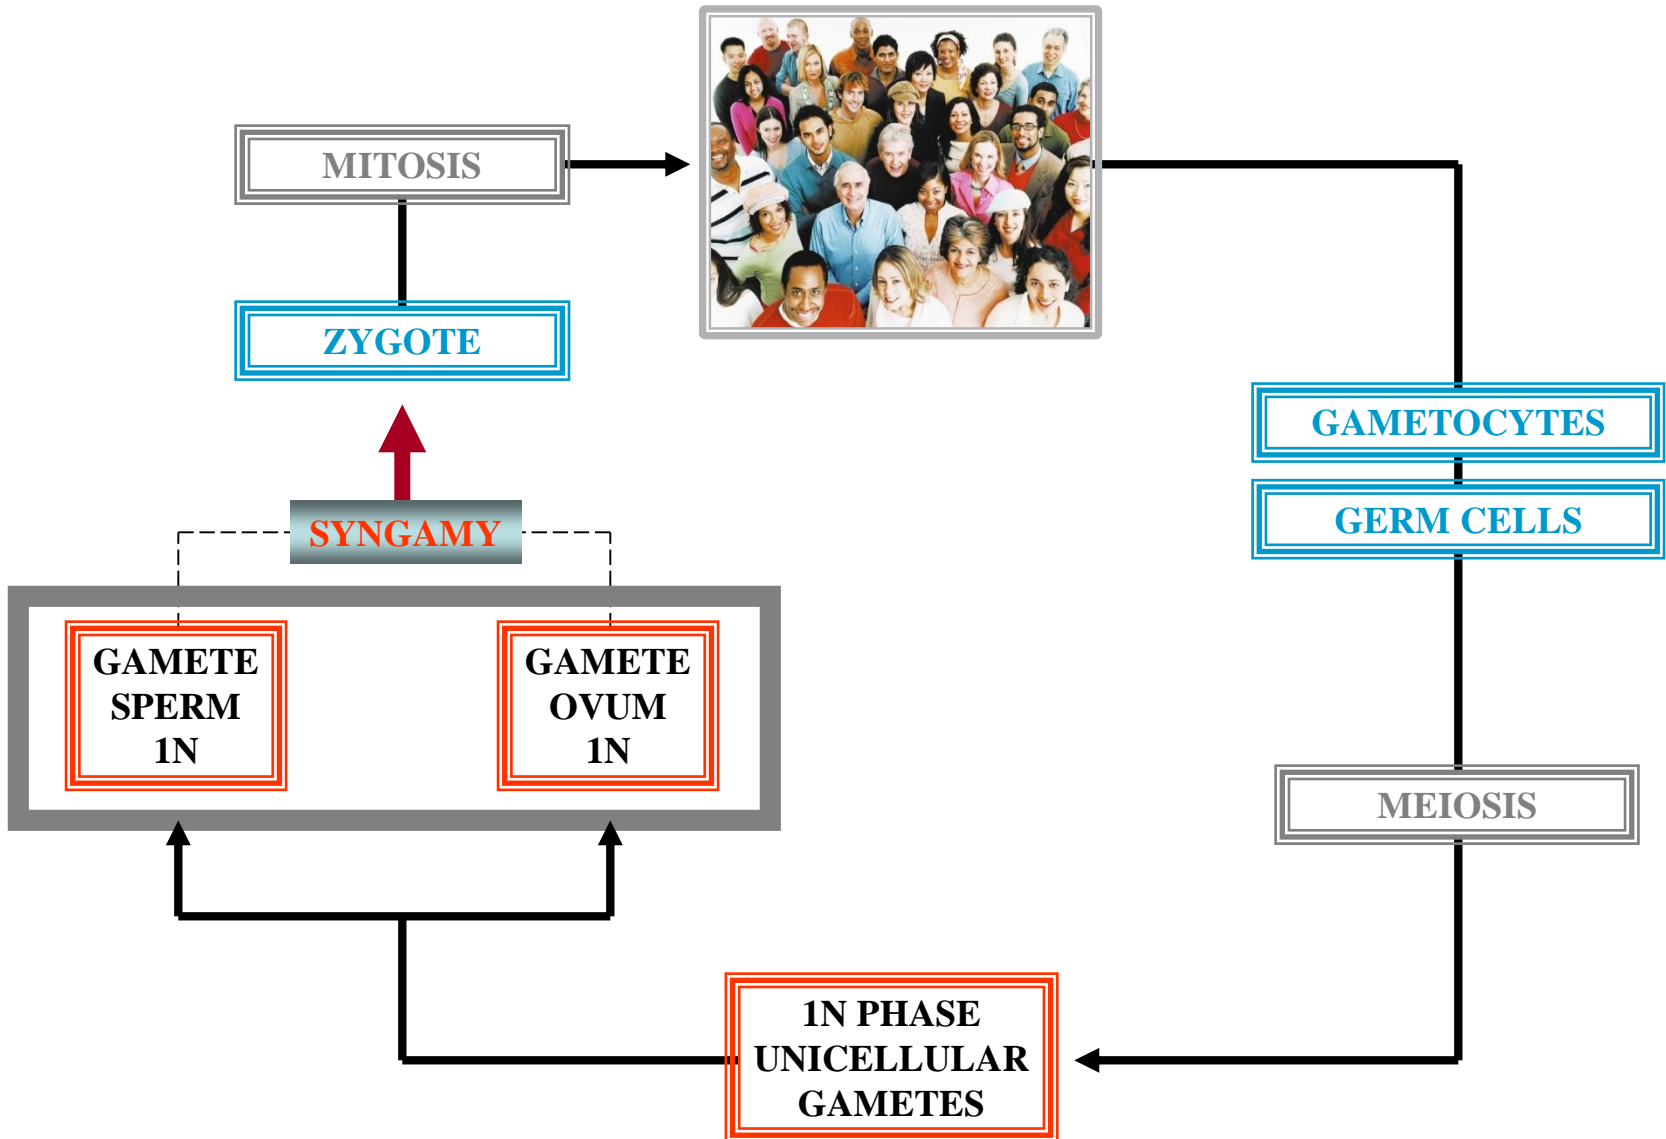 MITOSIS
ZYGOTE
GAMETOCYTES
GERM CELLS
SYNGAMY
GAMETE
SPERM
1N
GAMETE
OVUM
1N
MEIOSIS
1N PHASE
UNICELLULAR
GAMETES